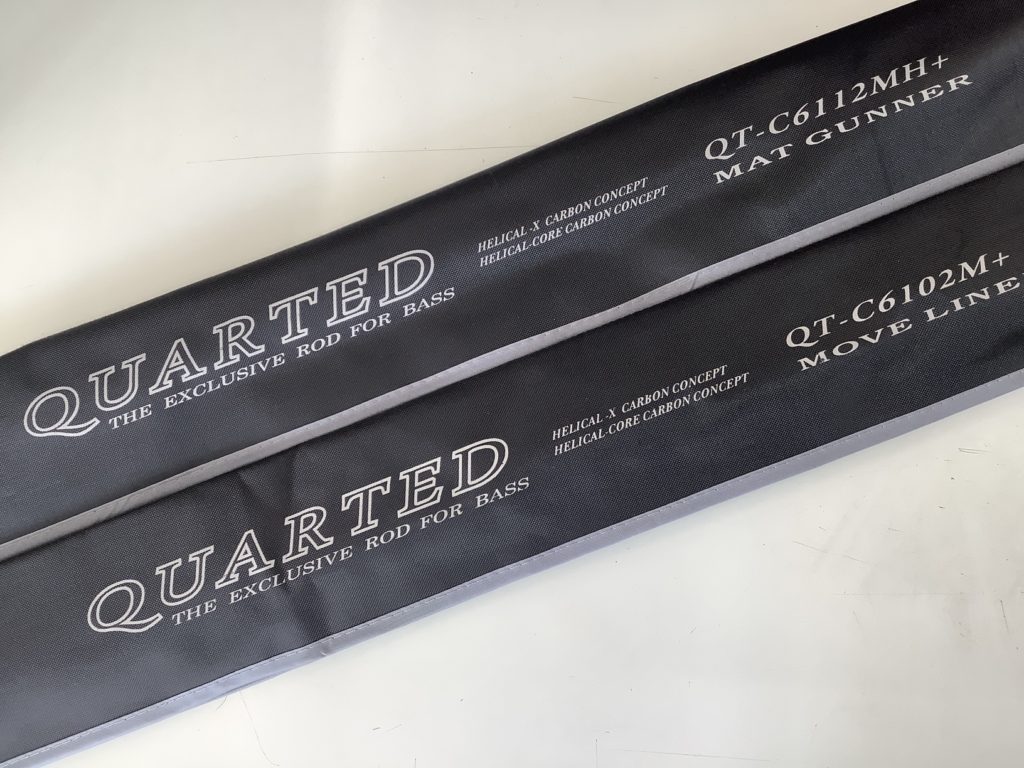 QUARTED
THE EXCLUSIVE ROD FOR BASS
HELICAL-X CARBON CONCEPT
HELICAL-CORE CARBON CONCEPT
QT-C6112MH+
MAT GUNNER
QUARTED
THE EXCLUSIVE ROD FOR BASS
HELICAL-X CARBON CONCEPT
HELICAL-CORE CARBON CONCEPT
QT-C6102M+
MOVE LINE